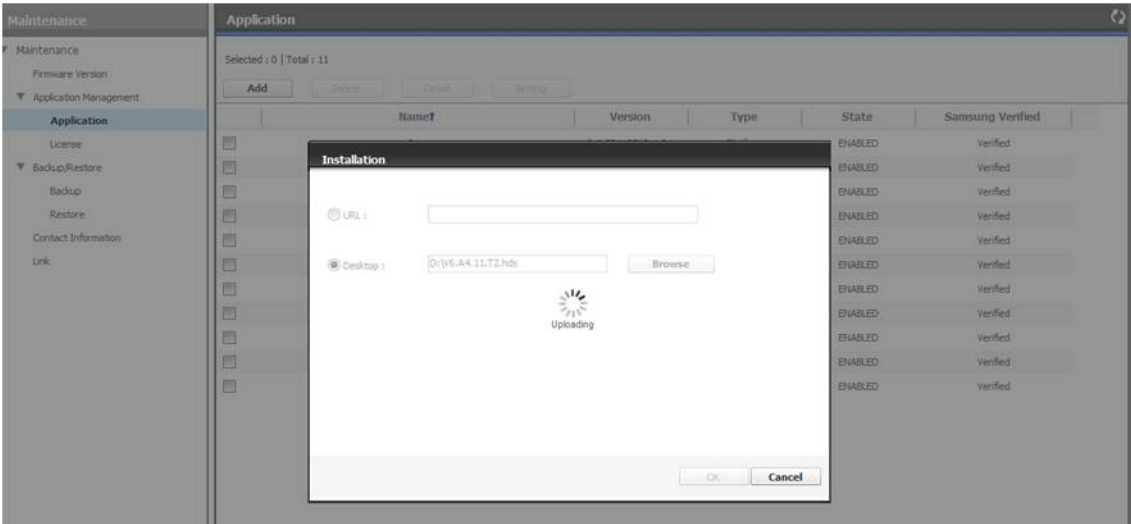 Maintenance
Application
Maintenance
Firmware Version
Application Management
Application
License
Backup/Restore
Backup
Restore
Contact Information
Link
Selected : 0 | Total : 11
Add Delete Detail Setting
Name Version Type State Samsung Verified
ENABLED Verified
ENABLED Verified
ENABLED Verified
ENABLED Verified
ENABLED Verified
ENABLED Verified
ENABLED Verified
ENABLED Verified
ENABLED Verified
ENABLED Verified
ENABLED Verified
Installation
URL :
Desktop : D:\V6.A4.11.T2.hds Browse
Uploading
OK Cancel